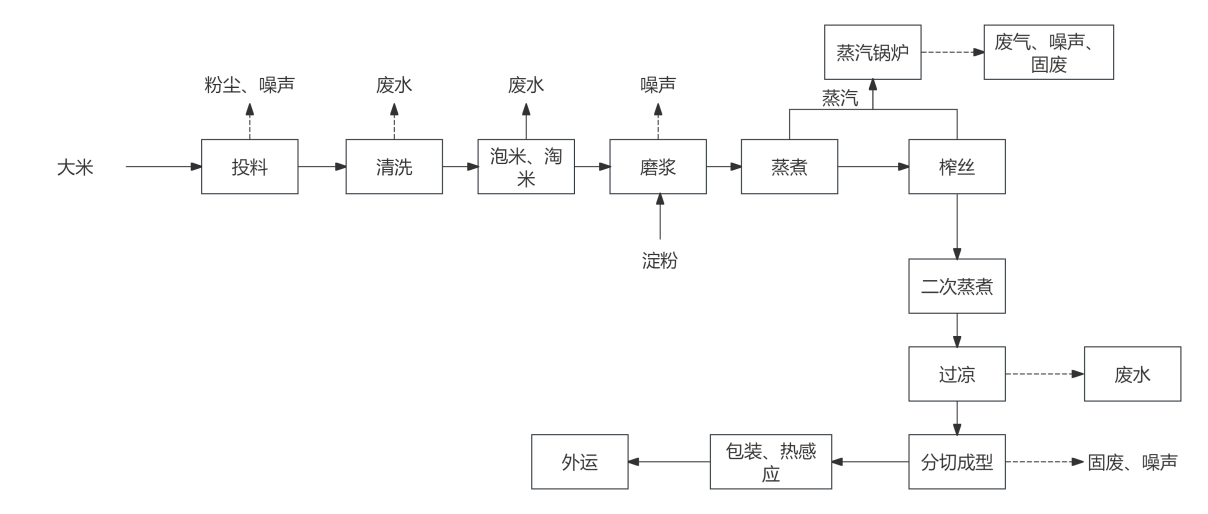 蒸汽锅炉
废气、噪声、
固废
粉尘、噪声
废水
废水
噪声
蒸汽
大米
投料
清洗
泡米、淘
米
磨浆
蒸煮
榨丝
淀粉
二次蒸煮
过凉
废水
外运
包装、热感
应
分切成型
固废、噪声